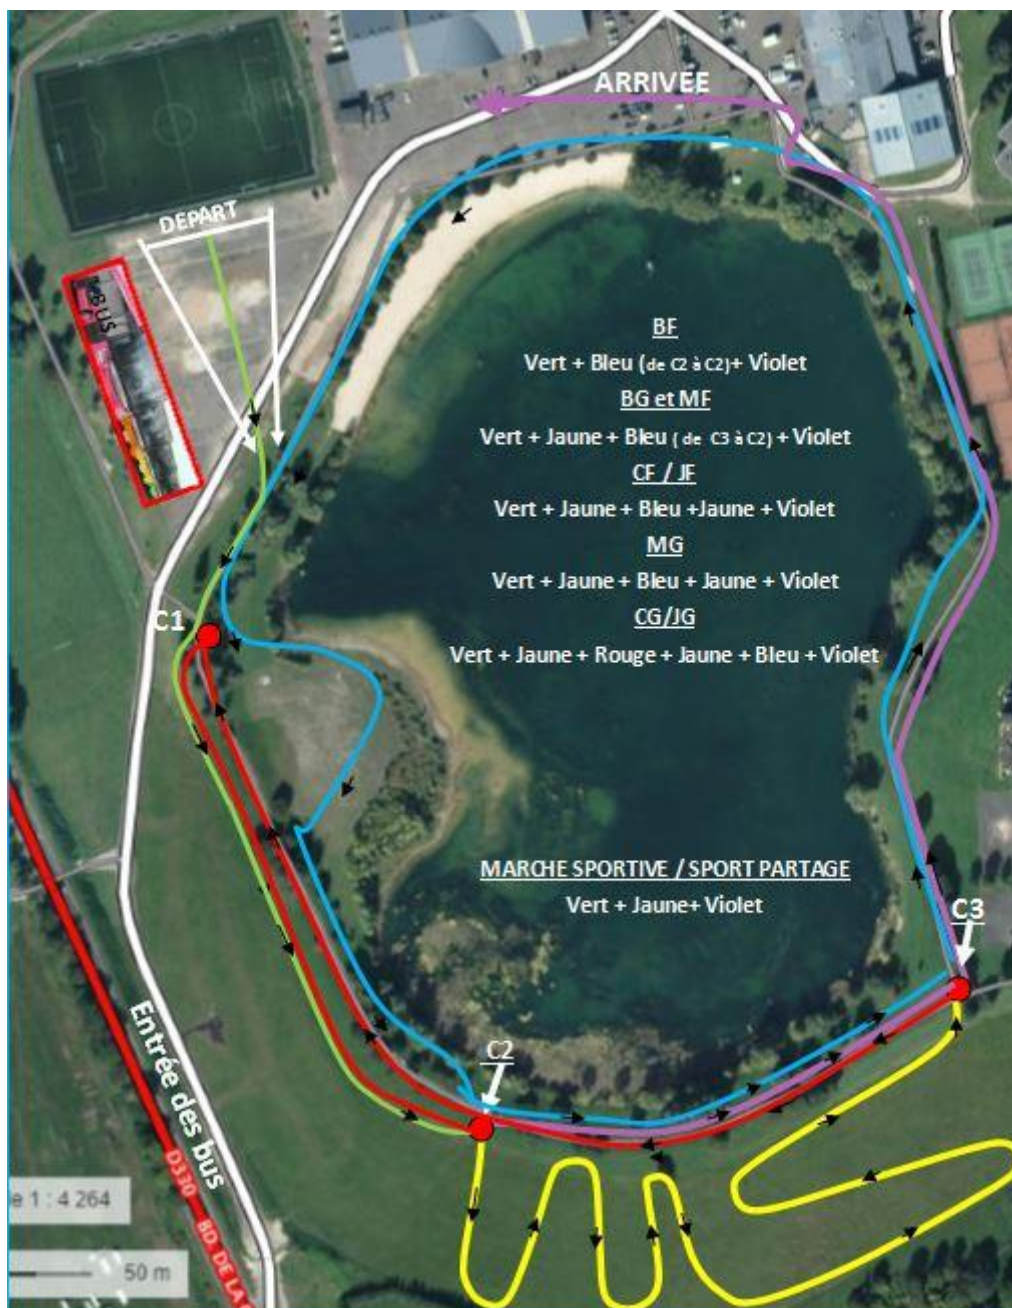 ARRIVEE
DEPART
BUS
BF
Vert + Bleu (de C2 à C2)+ Violet
BG et MF
Vert + Jaune + Bleu ( de C3 à C2) + Violet
CF / JF
Vert + Jaune + Bleu +Jaune + Violet
MG
Vert + Jaune + Bleu + Jaune + Violet
CG/JG
Vert + Jaune + Rouge + Jaune + Bleu + Violet
C1
MARCHE SPORTIVE / SPORT PARTAGE
Vert + Jaune+ Violet
C3
C2
Entrée des bus
D330
BD DE LA
e 1 : 4 264
50 m